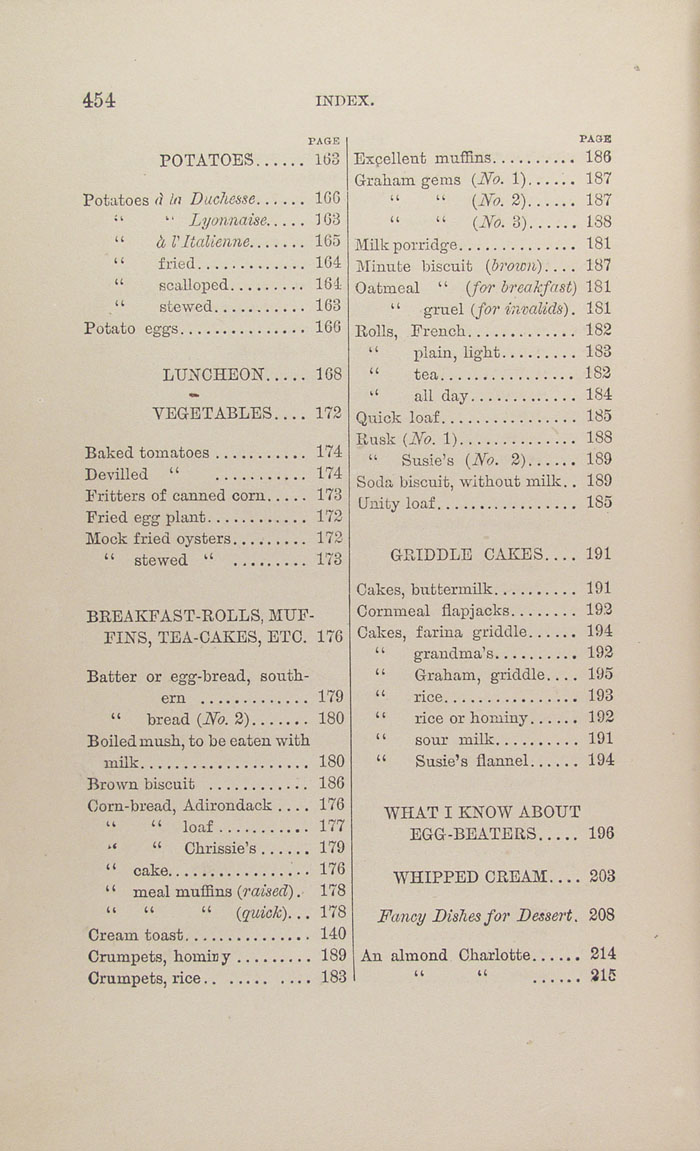 454
INDEX.
PAGE
POTATOES...... 163
Potatoes à la Duchesse...... 166
“ “ Lyonnaise..... 163
“ à l'Italienne....... 165
“ fried............. 164
“ scalloped......... 164
“ stewed........... 163
Potato eggs............... 166
LUNCHEON..... 168
VEGETABLES.... 172
Baked tomatoes ........... 174
Devilled “ ........... 174
Fritters of canned corn..... 173
Fried egg plant............ 172
Mock fried oysters......... 172
“ stewed “ ......... 173
BREAKFAST-ROLLS, MUF-
FINS, TEA-CAKES, ETC. 176
Batter or egg-bread, south-
ern ............. 179
“ bread (No. 2)....... 180
Boiled mush, to be eaten with
milk.................... 180
Brown biscuit ............ 186
Corn-bread, Adirondack .... 176
“ “ loaf ........... 177
“ “ Chrissie's ...... 179
“ cake................. 176
“ meal muffins (raised). 178
“ “ “ (quick)... 178
Cream toast............... 140
Crumpets, hominy ......... 189
Crumpets, rice.. ...... .... 183
PAGE
Excellent muffins.......... 186
Graham gems (No. 1)...... 187
“ “ (No. 2)...... 187
“ “ (No. 3)...... 188
Milk porridge.............. 181
Minute biscuit (brown).... 187
Oatmeal “ (for breakfast) 181
“ gruel (for invalids). 181
Rolls, French............. 182
“ plain, light......... 183
“ tea................ 182
“ all day............. 184
Quick loaf................ 185
Rusk (No. 1).............. 188
“ Susie's (No. 2)...... 189
Soda biscuit, without milk.. 189
Unity loaf................. 185
GRIDDLE CAKES.... 191
Cakes, buttermilk.......... 191
Cornmeal flapjacks........ 192
Cakes, farina griddle...... 194
“ grandma's.......... 192
“ Graham, griddle.... 195
“ rice................ 193
“ rice or hominy...... 192
“ sour milk.......... 191
“ Susie's flannel...... 194
WHAT I KNOW ABOUT
EGG-BEATERS..... 196
WHIPPED CREAM.... 203
Fancy Dishes for Dessert. 208
An almond Charlotte...... 214
“ “ ...... 215